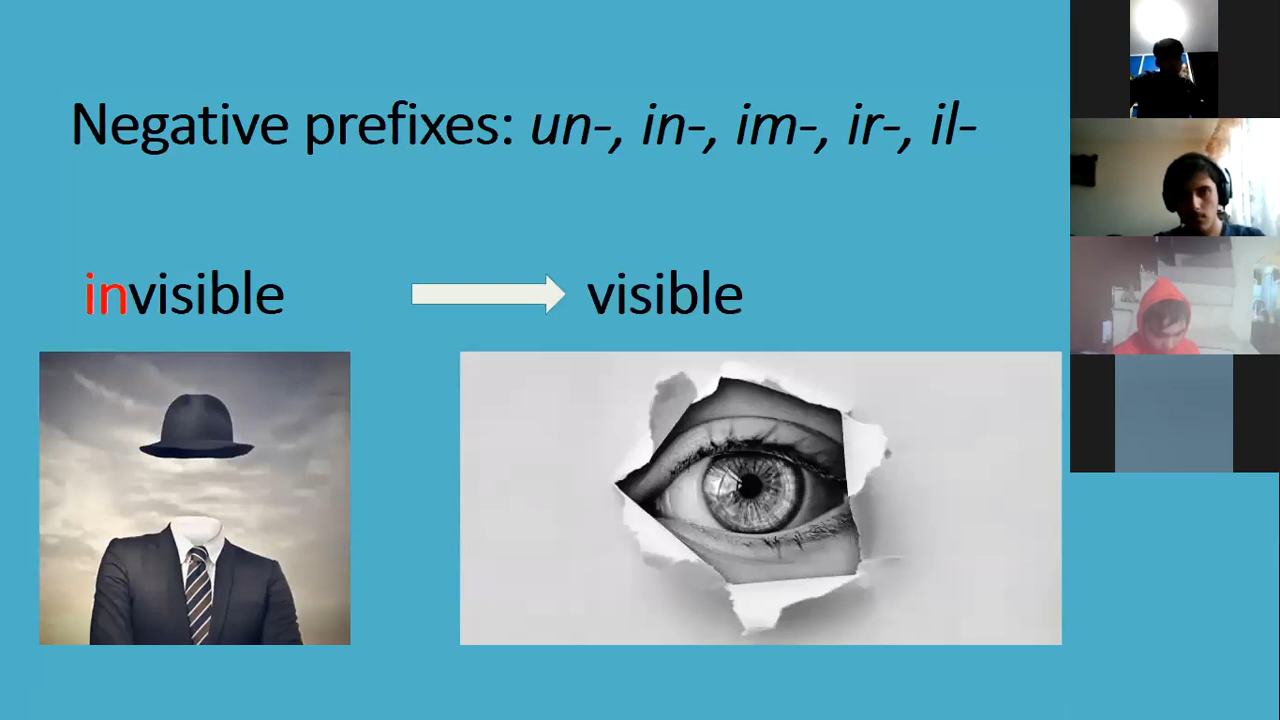 Negative prefixes: un-, in-, im-, ir-, il-
invisible
visible